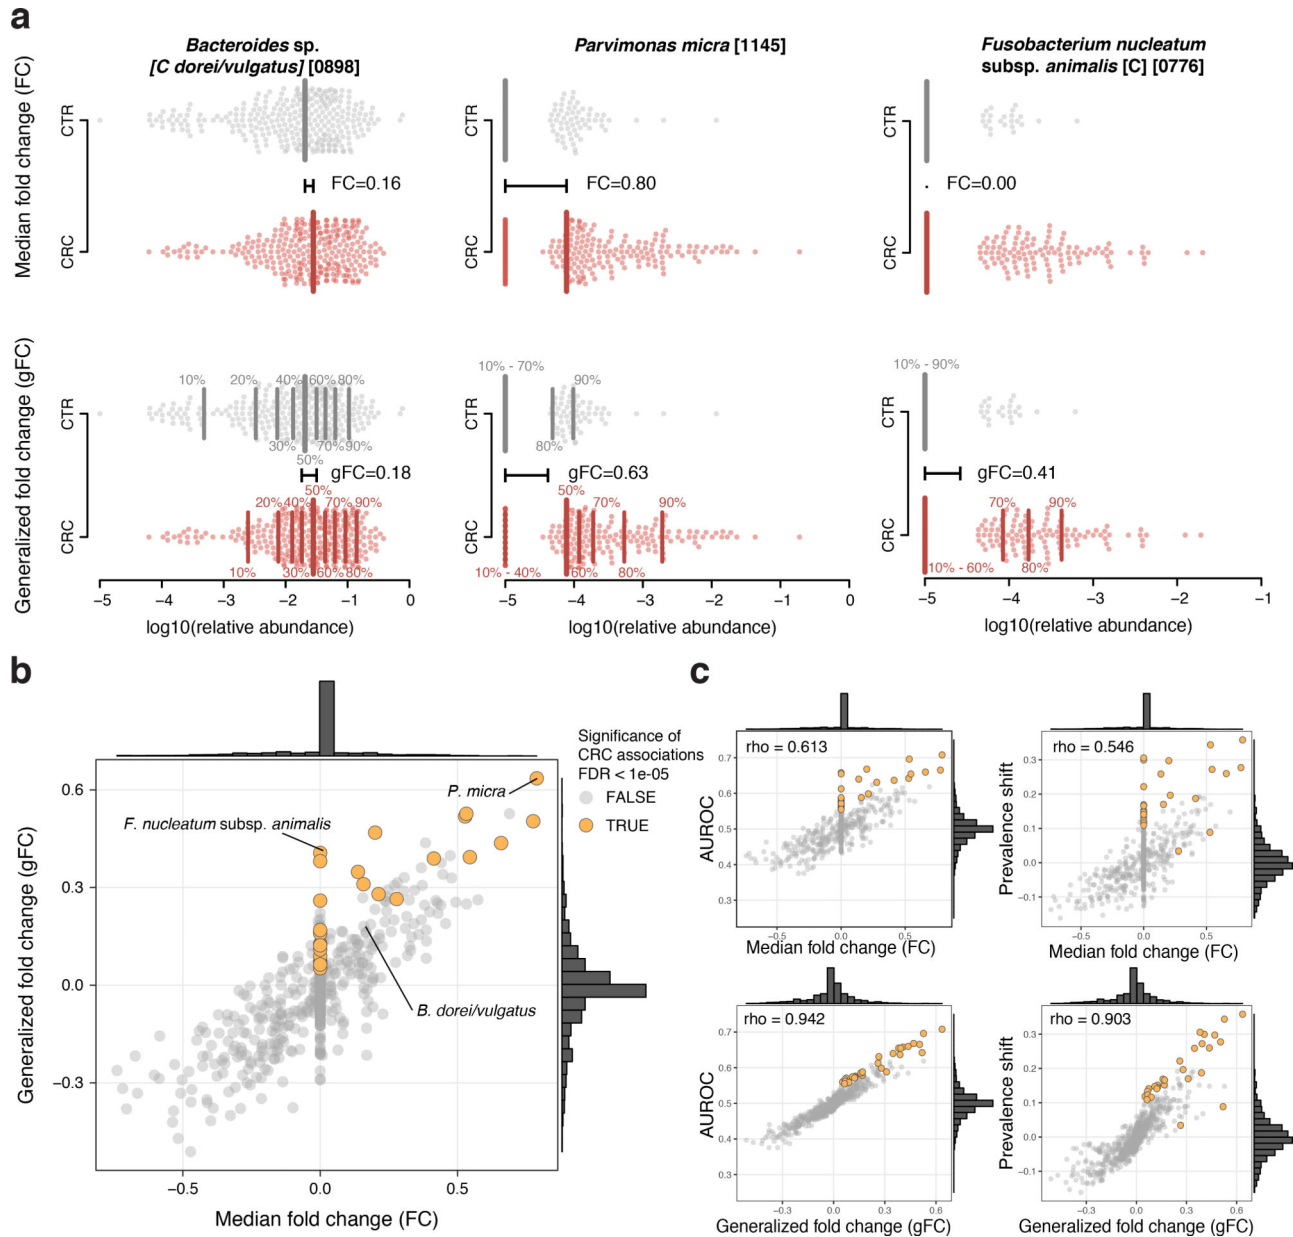 a
Bacteroides sp.
[C dorei/vulgatus] [0898]
Parvimonas micra [1145]
Fusobacterium nucleatum
subsp. animalis [C] [0776]
Median fold change (FC)
CTR
CRC
FC=0.16
CTR
CRC
FC=0.80
CTR
CRC
FC=0.00
Generalized fold change (gFC)
CTR
CRC
10%
20%
40%
60%
80%
30%
70%
90%
50%
gFC=0.18
50%
20%
40%
70%
90%
10%
30%
60%
80%
−5
−4
−3
−2
−1
0
log10(relative abundance)
CTR
CRC
10% - 70%
90%
80%
gFC=0.63
50%
70%
90%
10% - 40%
60%
80%
−5
−4
−3
−2
−1
0
log10(relative abundance)
CTR
CRC
10% - 90%
gFC=0.41
70%
90%
10% - 60%
80%
−5
−4
−3
−2
−1
log10(relative abundance)
b
Generalized fold change (gFC)
0.6
0.3
0.0
−0.3
P. micra
F. nucleatum subsp. animalis
B. dorei/vulgatus
−0.5
0.0
0.5
Median fold change (FC)
Significance of
CRC associations
FDR < 1e-05
FALSE
TRUE
c
rho = 0.613
AUROC
0.7
0.6
0.5
0.4
0.3
−0.5
0.0
0.5
Median fold change (FC)
rho = 0.546
Prevalence shift
0.3
0.2
0.1
0.0
−0.1
−0.5
0.0
0.5
Median fold change (FC)
rho = 0.942
AUROC
0.7
0.6
0.5
0.4
0.3
−0.3
0.0
0.3
0.6
Generalized fold change (gFC)
rho = 0.903
Prevalence shift
0.3
0.2
0.1
0.0
−0.1
−0.3
0.0
0.3
0.6
Generalized fold change (gFC)